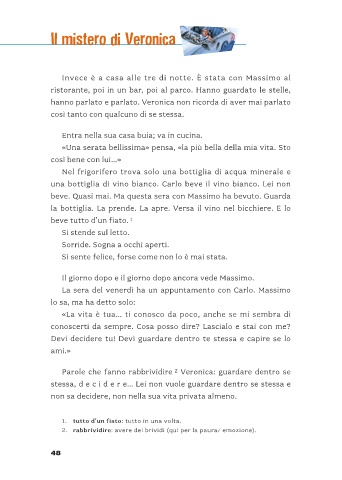 Il mistero di Veronica
Invece è a casa alle tre di notte. È stata con Massimo al
ristorante, poi in un bar, poi al parco. Hanno guardato le stelle,
hanno parlato e parlato. Veronica non ricorda di aver mai parlato
così tanto con qualcuno di se stessa.
Entra nella sua casa buia; va in cucina.
«Una serata bellissima» pensa, «la più bella della mia vita. Sto
così bene con lui...»
Nel frigorifero trova solo una bottiglia di acqua minerale e
una bottiglia di vino bianco. Carlo beve il vino bianco. Lei non
beve. Quasi mai. Ma questa sera con Massimo ha bevuto. Guarda
la bottiglia. La prende. La apre. Versa il vino nel bicchiere. E lo
beve tutto d'un fiato. 1
Si stende sul letto.
Sorride. Sogna a occhi aperti.
Si sente felice, forse come non lo è mai stata.
Il giorno dopo e il giorno dopo ancora vede Massimo.
La sera del venerdì ha un appuntamento con Carlo. Massimo
lo sa, ma ha detto solo:
«La vita è tua... ti conosco da poco, anche se mi sembra di
conoscerti da sempre. Cosa posso dire? Lascialo e stai con me?
Devi decidere tu! Devi guardare dentro te stessa e capire se lo
ami.»
Parole che fanno rabbrividire 2 Veronica: guardare dentro se
stessa, d e c i d e r e... Lei non vuole guardare dentro se stessa e
non sa decidere, non nella sua vita privata almeno.
1. tutto d'un fiato: tutto in una volta.
2. rabbrividire: avere dei brividi (qui per la paura/ emozione).
48